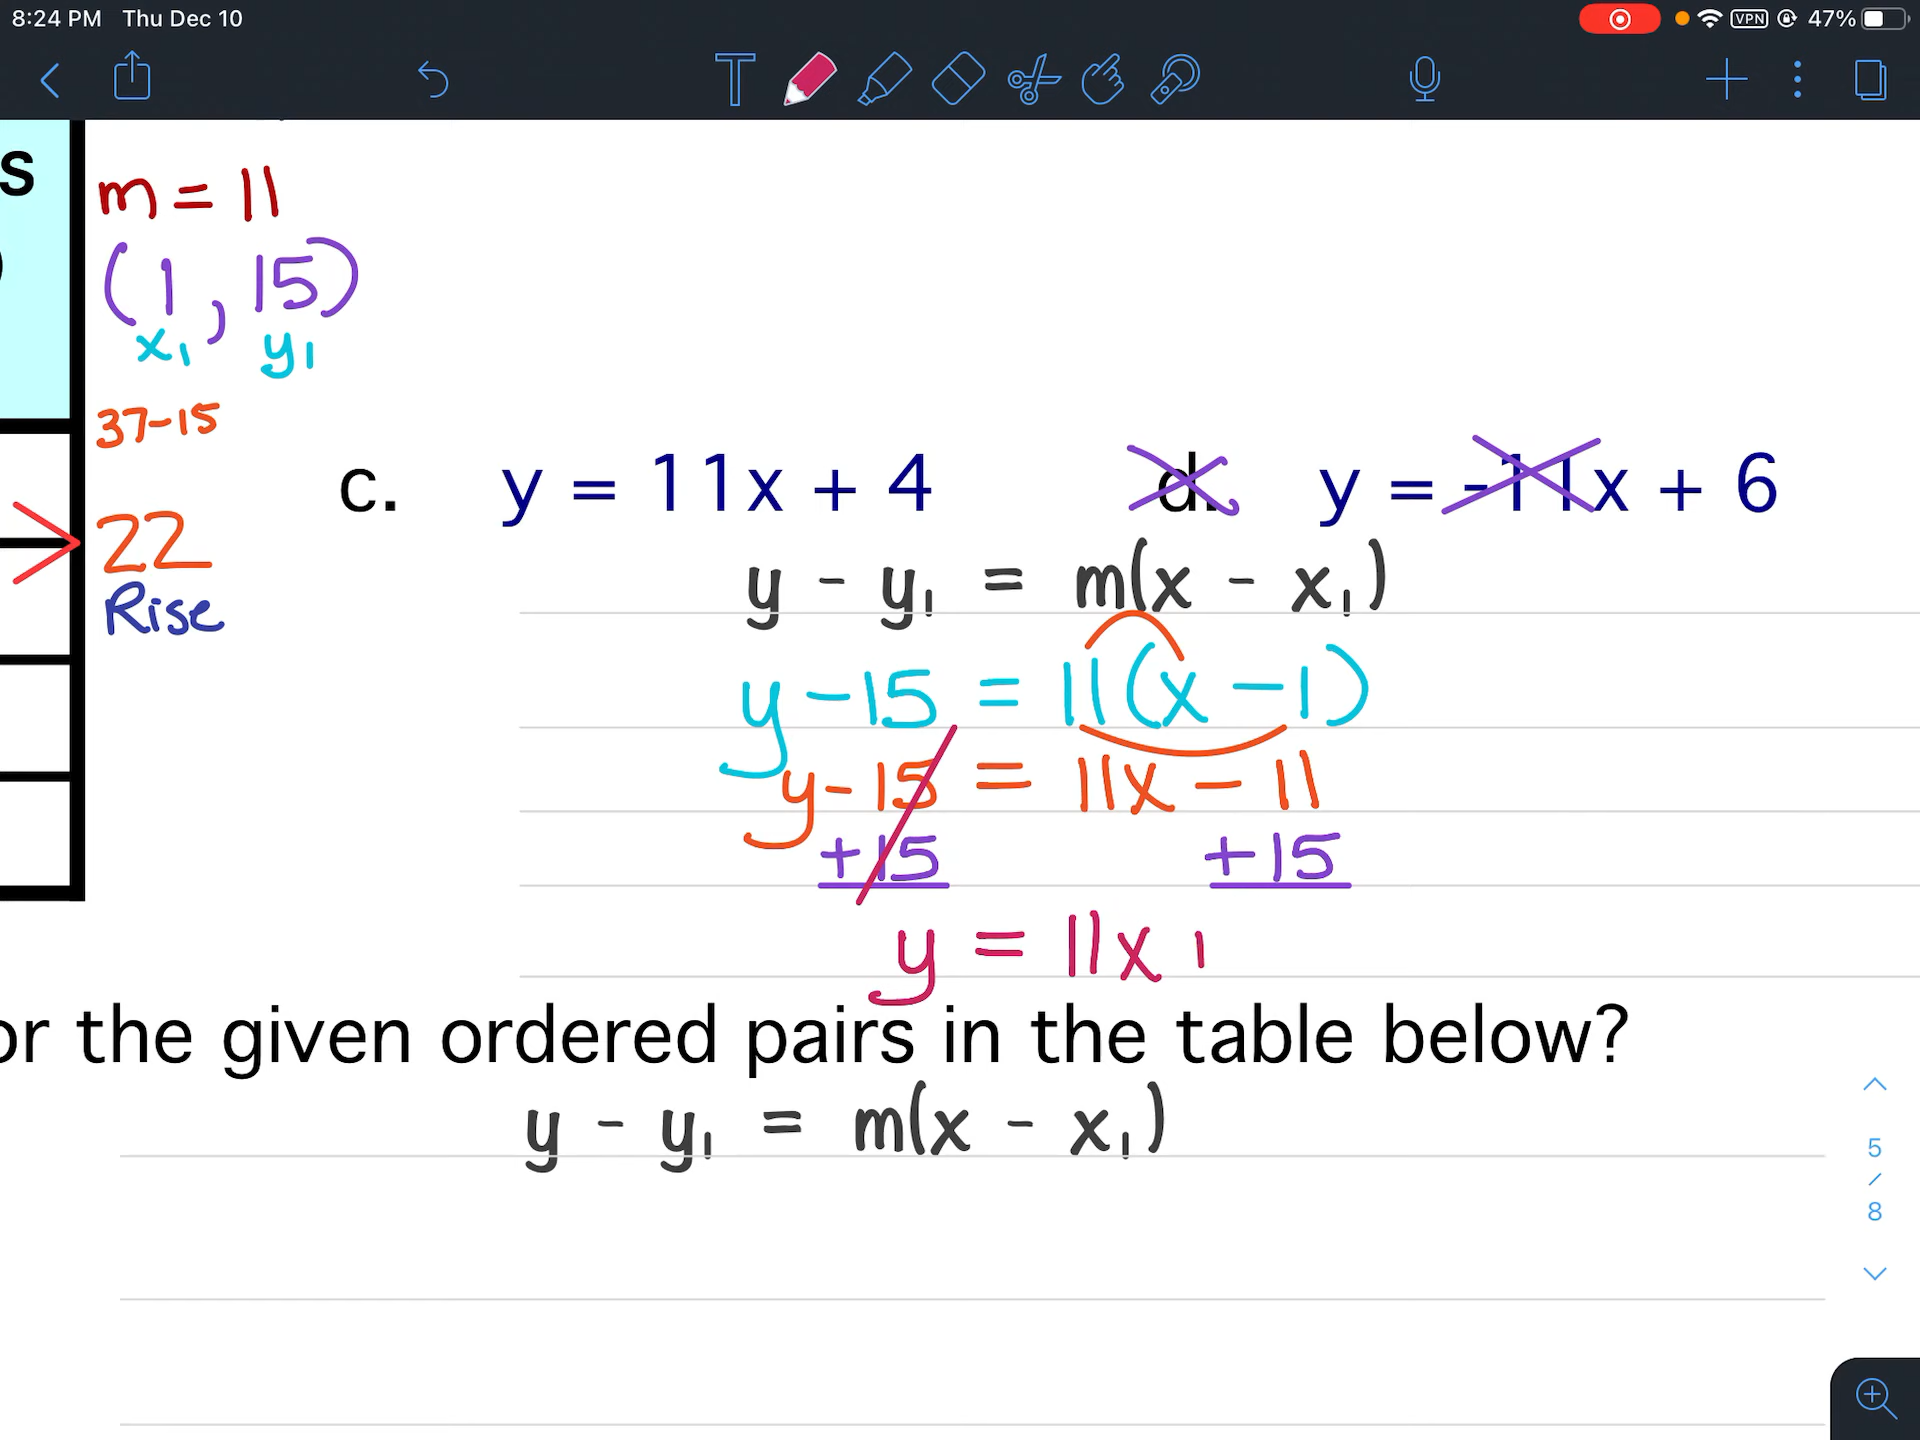 8:24 PM Thu Dec 10
VPN 47%
T
s
)
m = 11
(1, 15)
x₁ y₁
37-15
22
Rise
c. y = 11x + 4
d. y = -11x + 6
y - y₁ = m(x - x₁)
y - 15 = 11(x - 1)
y - 15 = 11x - 11
+15 +15
y = 11x ı
or the given ordered pairs in the table below?
y - y₁ = m(x - x₁)
5
/
8